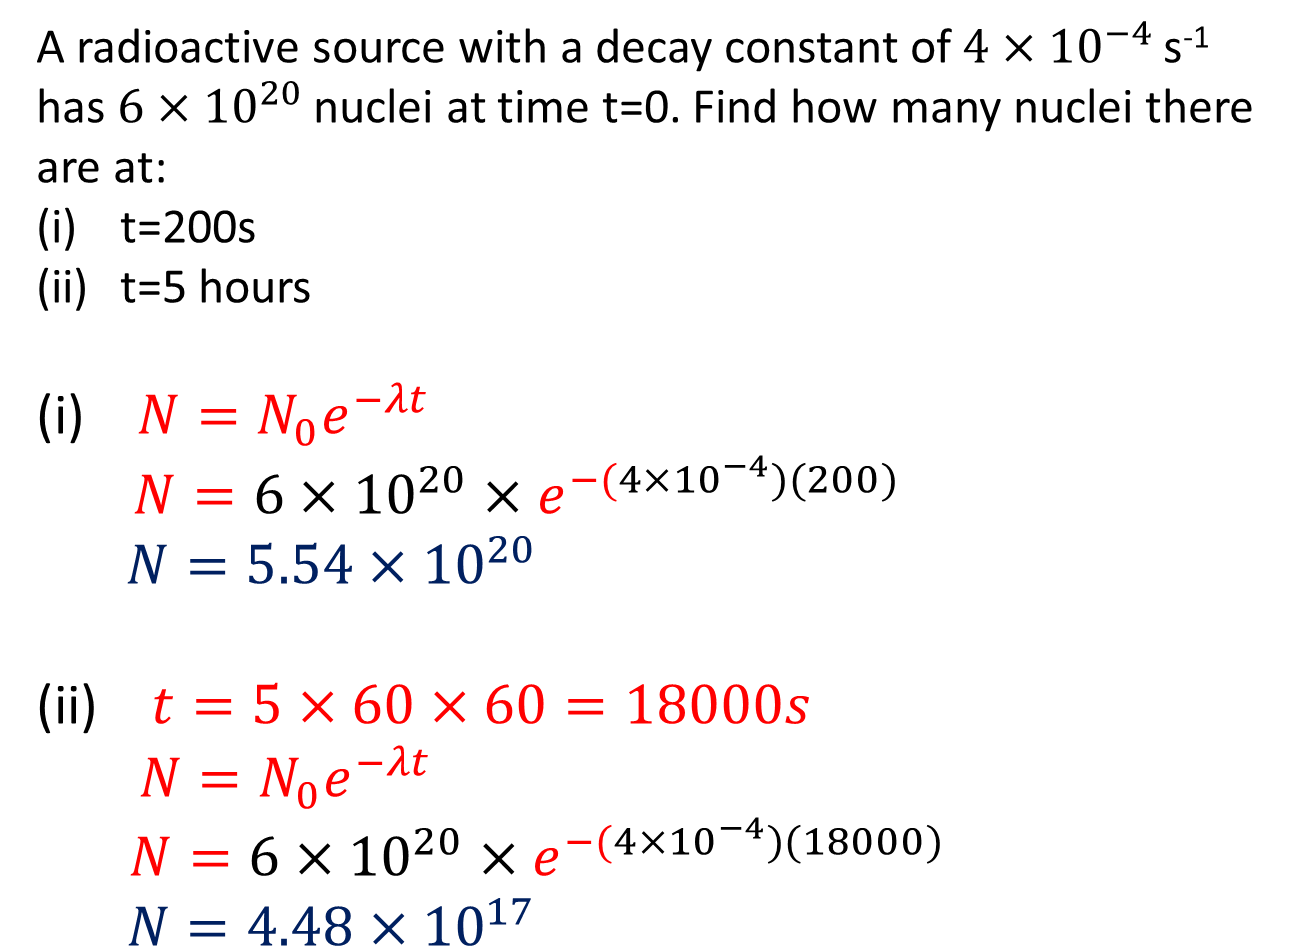 A radioactive source with a decay constant of 4 × 10⁻⁴ s⁻¹
has 6 × 10²⁰ nuclei at time t=0. Find how many nuclei there
are at:
(i) t=200s
(ii) t=5 hours
(i) N = N₀e^(−λt)
N = 6 × 10²⁰ × e^(−(4×10⁻⁴)(200))
N = 5.54 × 10²⁰
(ii) t = 5 × 60 × 60 = 18000s
N = N₀e^(−λt)
N = 6 × 10²⁰ × e^(−(4×10⁻⁴)(18000))
N = 4.48 × 10¹⁷